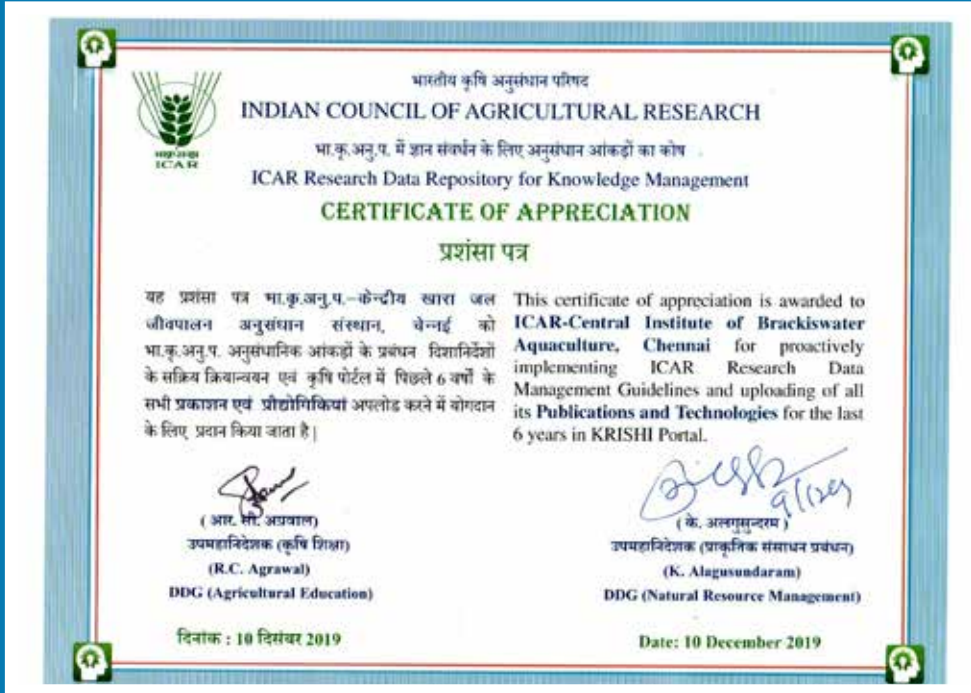 भाकृअनुप
ICAR
भारतीय कृषि अनुसंधान परिषद
INDIAN COUNCIL OF AGRICULTURAL RESEARCH
भा.कृ.अनु.प. में ज्ञान संवर्धन के लिए अनुसंधान आंकड़ों का कोष
ICAR Research Data Repository for Knowledge Management
CERTIFICATE OF APPRECIATION
प्रशंसा पत्र
यह प्रशंसा पत्र भा.कृ.अनु.प.–केन्द्रीय खारा जल
जीवपालन अनुसंधान संस्थान, चेन्नई को
भा.कृ.अनु.प. अनुसंधानिक आंकड़ों के प्रबंधन दिशानिर्देशों
के सक्रिय क्रियान्वयन एवं कृषि पोर्टल में पिछले 6 वर्षों के
सभी प्रकाशन एवं प्रौद्योगिकियां अपलोड करने में योगदान
के लिए प्रदान किया जाता है|
This certificate of appreciation is awarded to
ICAR-Central Institute of Brackiswater
Aquaculture, Chennai for proactively
implementing ICAR Research Data
Management Guidelines and uploading of all
its Publications and Technologies for the last
6 years in KRISHI Portal.
(आर. सी. अग्रवाल)
उपमहानिदेशक (कृषि शिक्षा)
(R.C. Agrawal)
DDG (Agricultural Education)
दिनांक : 10 दिसंबर 2019
(के. अलगुसुन्दरम)
उपमहानिदेशक (प्राकृतिक संसाधन प्रबंधन)
(K. Alagusundaram)
DDG (Natural Resource Management)
Date: 10 December 2019